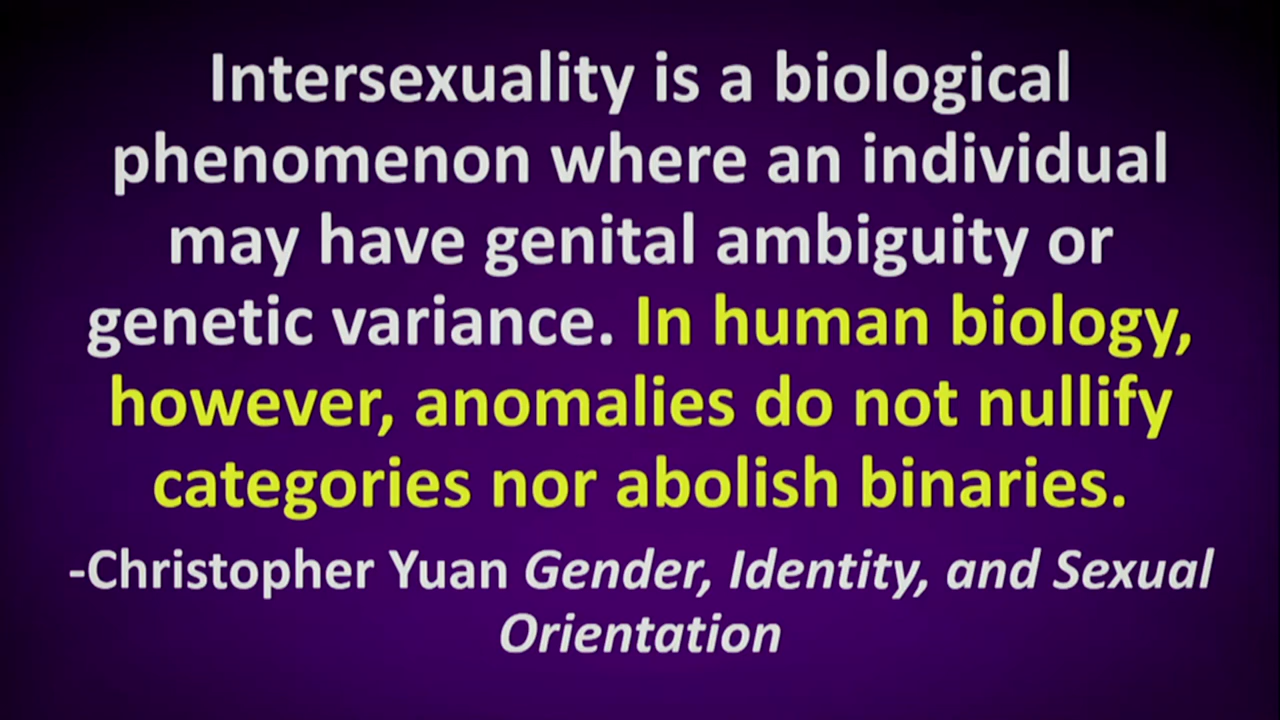 Intersexuality is a biological
phenomenon where an individual
may have genital ambiguity or
genetic variance. In human biology,
however, anomalies do not nullify
categories nor abolish binaries.
-Christopher Yuan Gender, Identity, and Sexual
Orientation